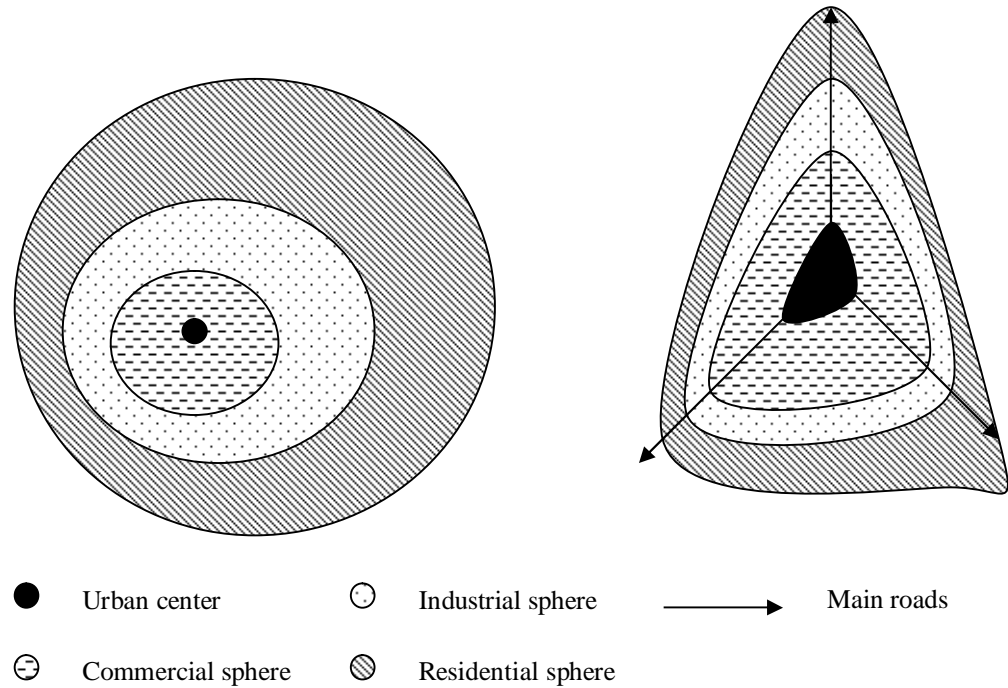 Urban center
Industrial sphere
Main roads
Commercial sphere
Residential sphere